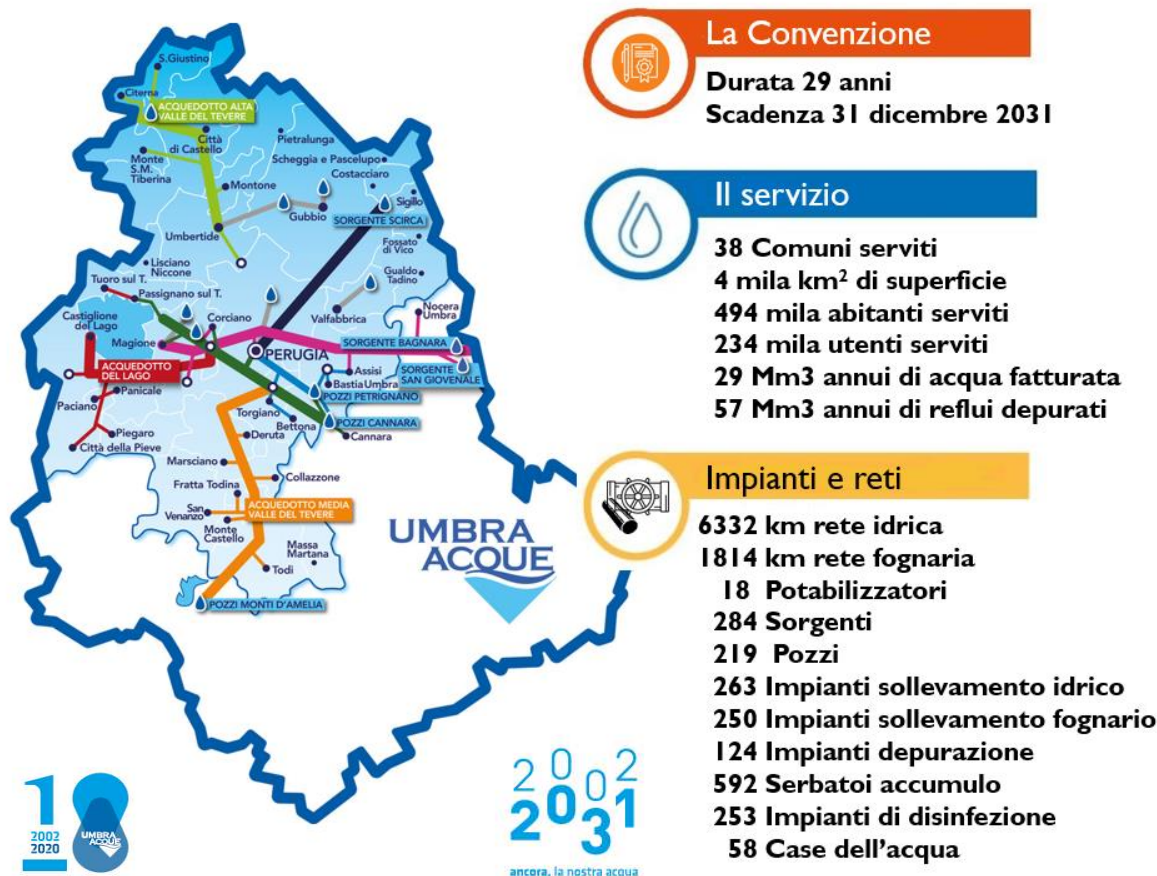 S.Giustino
Citerna
ACQUEDOTTO ALTA
VALLE DEL TEVERE
Città
di Castello
Pietralunga
Monte
S.M.
Tiberina
Scheggia e Pascelupo
Costacciaro
Montone
Sigillo
Gubbio
SORGENTE SCIRCA
Umbertide
Fossato
di Vico
Lisciano
Niccone
Gualdo
Tadino
Tuoro sul T.
Passignano sul T.
Nocera
Umbra
Castiglione
del Lago
Corciano
Valfabbrica
Magione
SORGENTE BAGNARA
PERUGIA
ACQUEDOTTO
DEL LAGO
Assisi
SORGENTE
SAN GIOVENALE
Bastia Umbra
Panicale
POZZI PETRIGNANO
Paciano
Torgiano
Bettona
POZZI CANNARA
Piegaro
Deruta
Cannara
Città della Pieve
Marsciano
Collazzone
Fratta Todina
ACQUEDOTTO MEDIA
VALLE DEL TEVERE
San
Venanzo
Monte
Castello
Massa
Martana
Todi
POZZI MONTI D'AMELIA
UMBRA
ACQUE
10
2002
2020
UMBRA
ACQUE
2002
2031
ancora, la nostra acqua
La Convenzione
Durata 29 anni
Scadenza 31 dicembre 2031
Il servizio
38 Comuni serviti
4 mila km² di superficie
494 mila abitanti serviti
234 mila utenti serviti
29 Mm3 annui di acqua fatturata
57 Mm3 annui di reflui depurati
Impianti e reti
6332 km rete idrica
1814 km rete fognaria
18 Potabilizzatori
284 Sorgenti
219 Pozzi
263 Impianti sollevamento idrico
250 Impianti sollevamento fognario
124 Impianti depurazione
592 Serbatoi accumulo
253 Impianti di disinfezione
58 Case dell'acqua